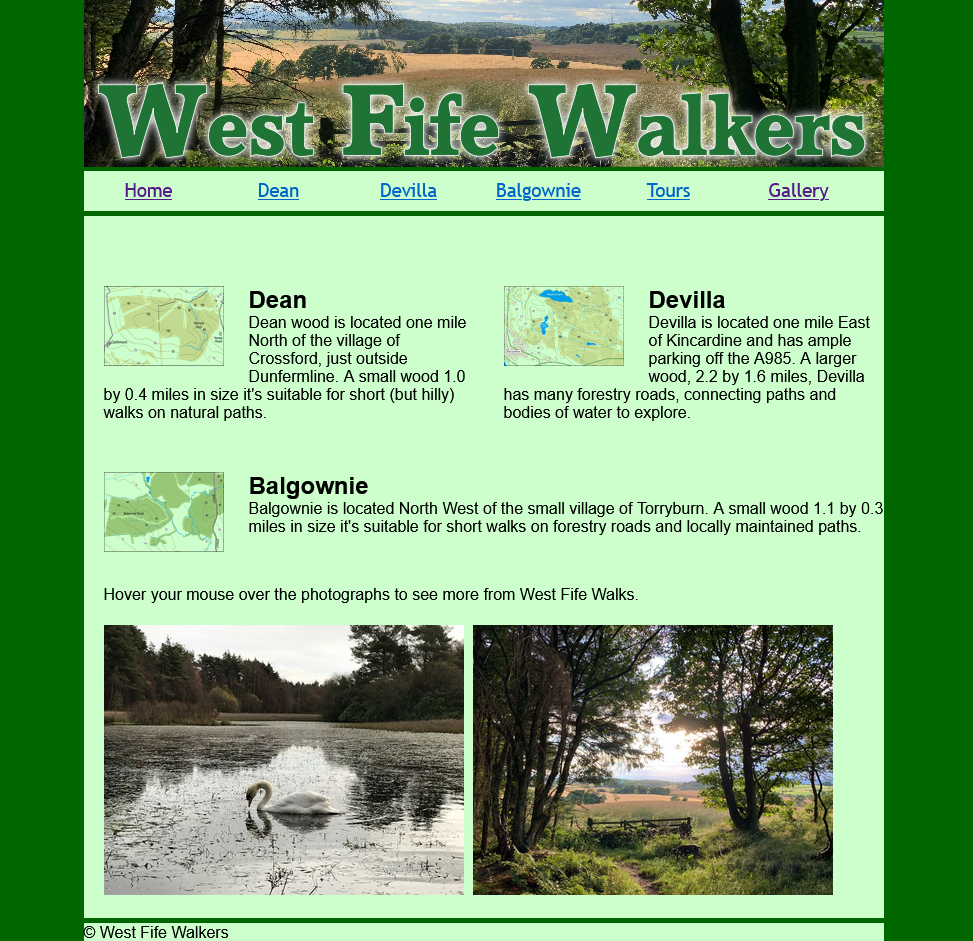 West Fife Walkers
Home Dean Devilla Balgownie Tours Gallery
Dean
Dean wood is located one mile
North of the village of
Crossford, just outside
Dunfermline. A small wood 1.0
by 0.4 miles in size it's suitable for short (but hilly)
walks on natural paths.
Devilla
Devilla is located one mile East
of Kincardine and has ample
parking off the A985. A larger
wood, 2.2 by 1.6 miles, Devilla
has many forestry roads, connecting paths and
bodies of water to explore.
Balgownie
Balgownie is located North West of the small village of Torryburn. A small wood 1.1 by 0.3
miles in size it's suitable for short walks on forestry roads and locally maintained paths.
Hover your mouse over the photographs to see more from West Fife Walks.
© West Fife Walkers